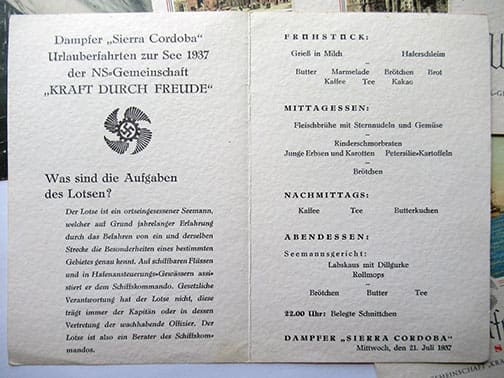 Dampfer „Sierra Cordoba“
Urlauberfahrten zur See 1937
der NS=Gemeinschaft
„KRAFT DURCH FREUDE“
Was sind die Aufgaben
des Lotsen?
Der Lotse ist ein ortseingesessener Seemann,
welcher auf Grund jahrelanger Erfahrung
durch das Befahren von ein und derselben
Strecke die Besonderheiten eines bestimmten
Gebietes genau kennt. Auf schiffbaren Flüssen
und in Hafenansteuerungs=Gewässern assi=
stiert er dem Schiffskommando. Gesetzliche
Verantwortung hat der Lotse nicht, diese
trägt immer der Kapitän oder in dessen
Vertretung der wachhabende Offizier. Der
Lotse ist also ein Berater des Schiffskom=
mandos.
FRÜHSTÜCK:
Grieß in Milch Haferschleim
–
Butter Marmelade Brötchen Brot
Kaffee Tee Kakao
MITTAGESSEN:
Fleischbrühe mit Sternnudeln und Gemüse
–
Rinderschmorbraten
Junge Erbsen und Karotten Petersilie=Kartoffeln
–
Brötchen
NACHMITTAGS:
Kaffee Tee Butterkuchen
ABENDESSEN:
Seemannsgericht:
Labskaus mit Dillgurke
Rollmops
–
Brötchen Butter Tee
22.00 Uhr: Belegte Schnittchen
DAMPFER „SIERRA CORDOBA“
Mittwoch, den 21. Juli 1937